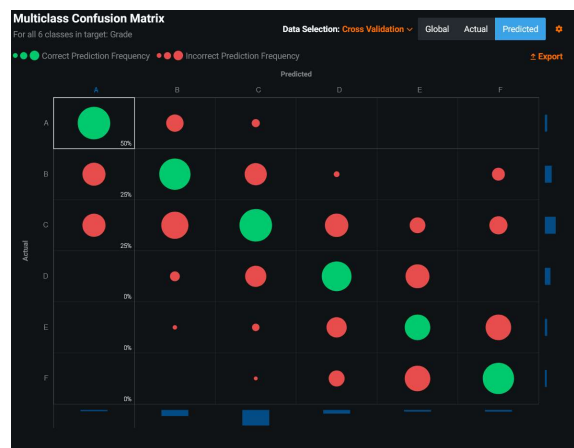 Multiclass Confusion Matrix
For all 6 classes in target: Grade
Data Selection: Cross Validation
Global
Actual
Predicted
Correct Prediction Frequency
Incorrect Prediction Frequency
Export
Predicted
A B C D E F
Actual
A
50%
B
25%
C
25%
D
0%
E
0%
F
0%